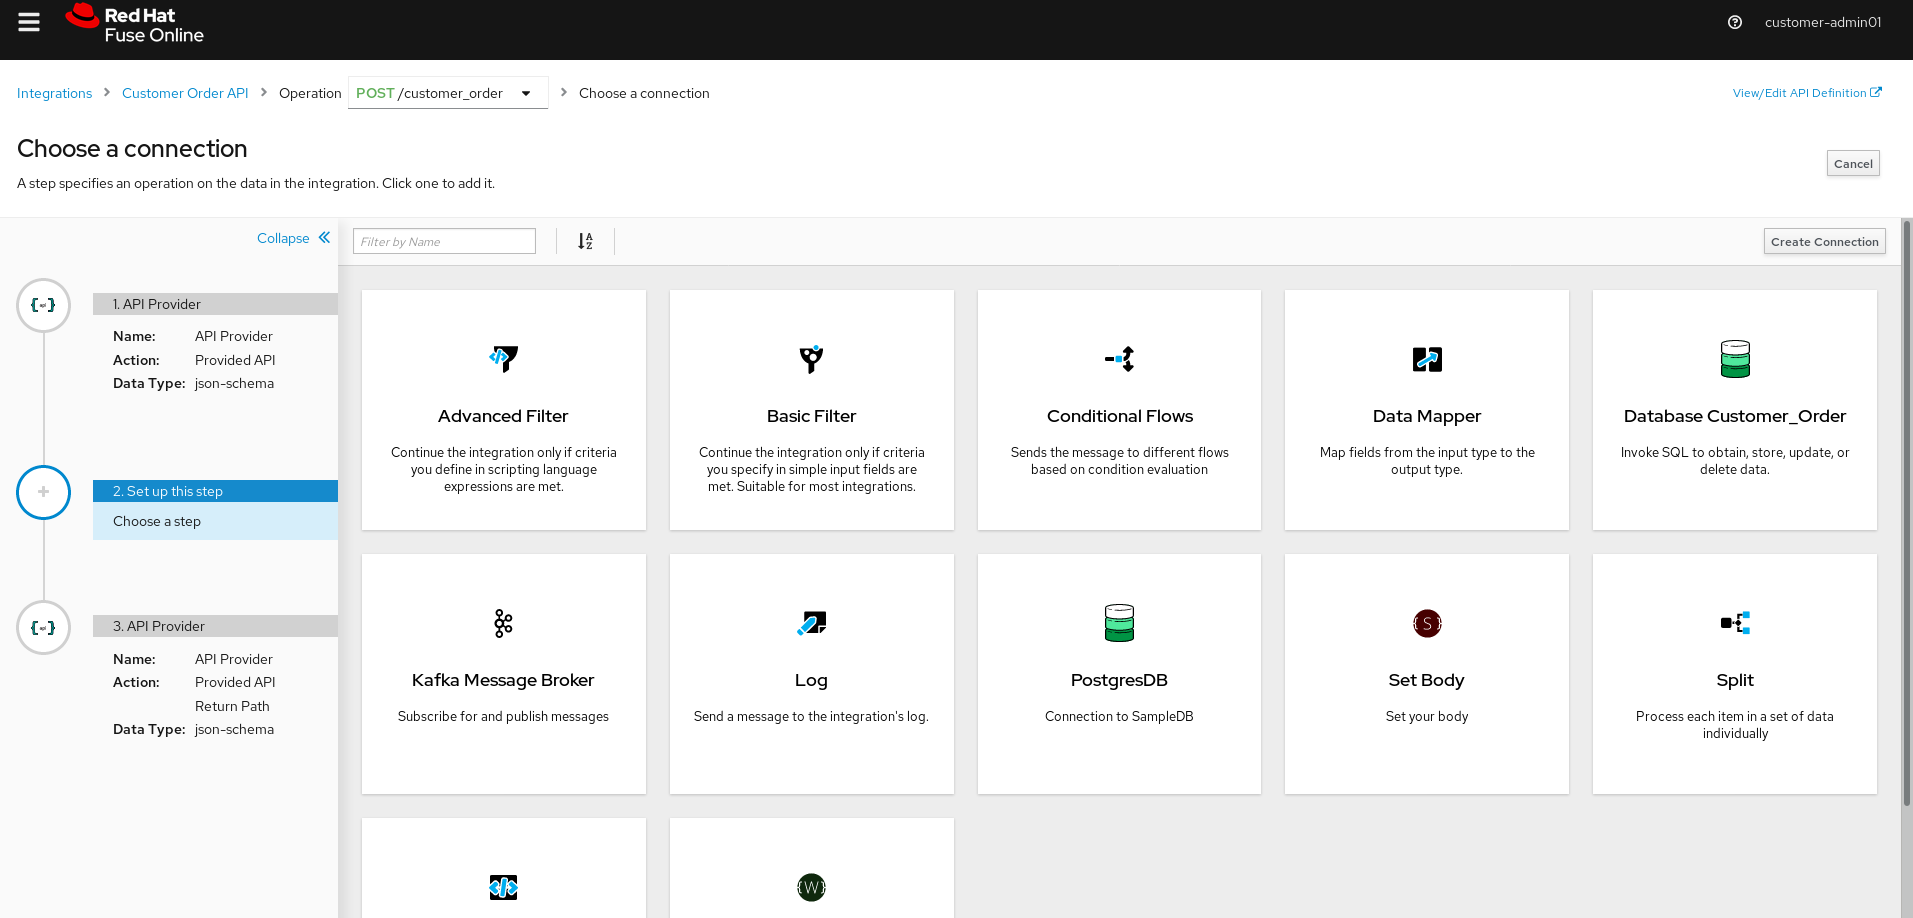 Red Hat
Fuse Online
customer-admin01
Integrations > Customer Order API > Operation POST /customer_order > Choose a connection
View/Edit API Definition
Choose a connection
A step specifies an operation on the data in the integration. Click one to add it.
Cancel
Collapse
Filter by Name
A
Z
Create Connection
{ api }
1. API Provider
Name: API Provider
Action: Provided API
Data Type: json-schema
2. Set up this step
Choose a step
{ api }
3. API Provider
Name: API Provider
Action: Provided API
Return Path
Data Type: json-schema
Advanced Filter
Continue the integration only if criteria
you define in scripting language
expressions are met.
Basic Filter
Continue the integration only if criteria
you specify in simple input fields are
met. Suitable for most integrations.
Conditional Flows
Sends the message to different flows
based on condition evaluation
Data Mapper
Map fields from the input type to the
output type.
Database Customer_Order
Invoke SQL to obtain, store, update, or
delete data.
Kafka Message Broker
Subscribe for and publish messages
Log
Send a message to the integration's log.
PostgresDB
Connection to SampleDB
{S}
Set Body
Set your body
Split
Process each item in a set of data
individually
</>
{W}